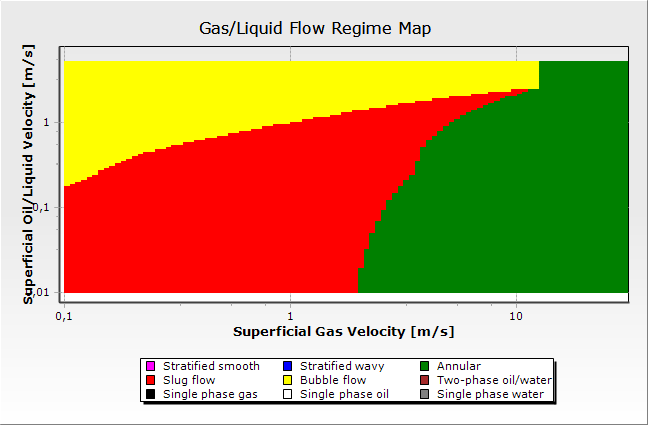 Gas/Liquid Flow Regime Map
Superficial Oil/Liquid Velocity [m/s]
1
0,1
0,01
0,1 1 10
Superficial Gas Velocity [m/s]
Stratified smooth Stratified wavy Annular
Slug flow Bubble flow Two-phase oil/water
Single phase gas Single phase oil Single phase water